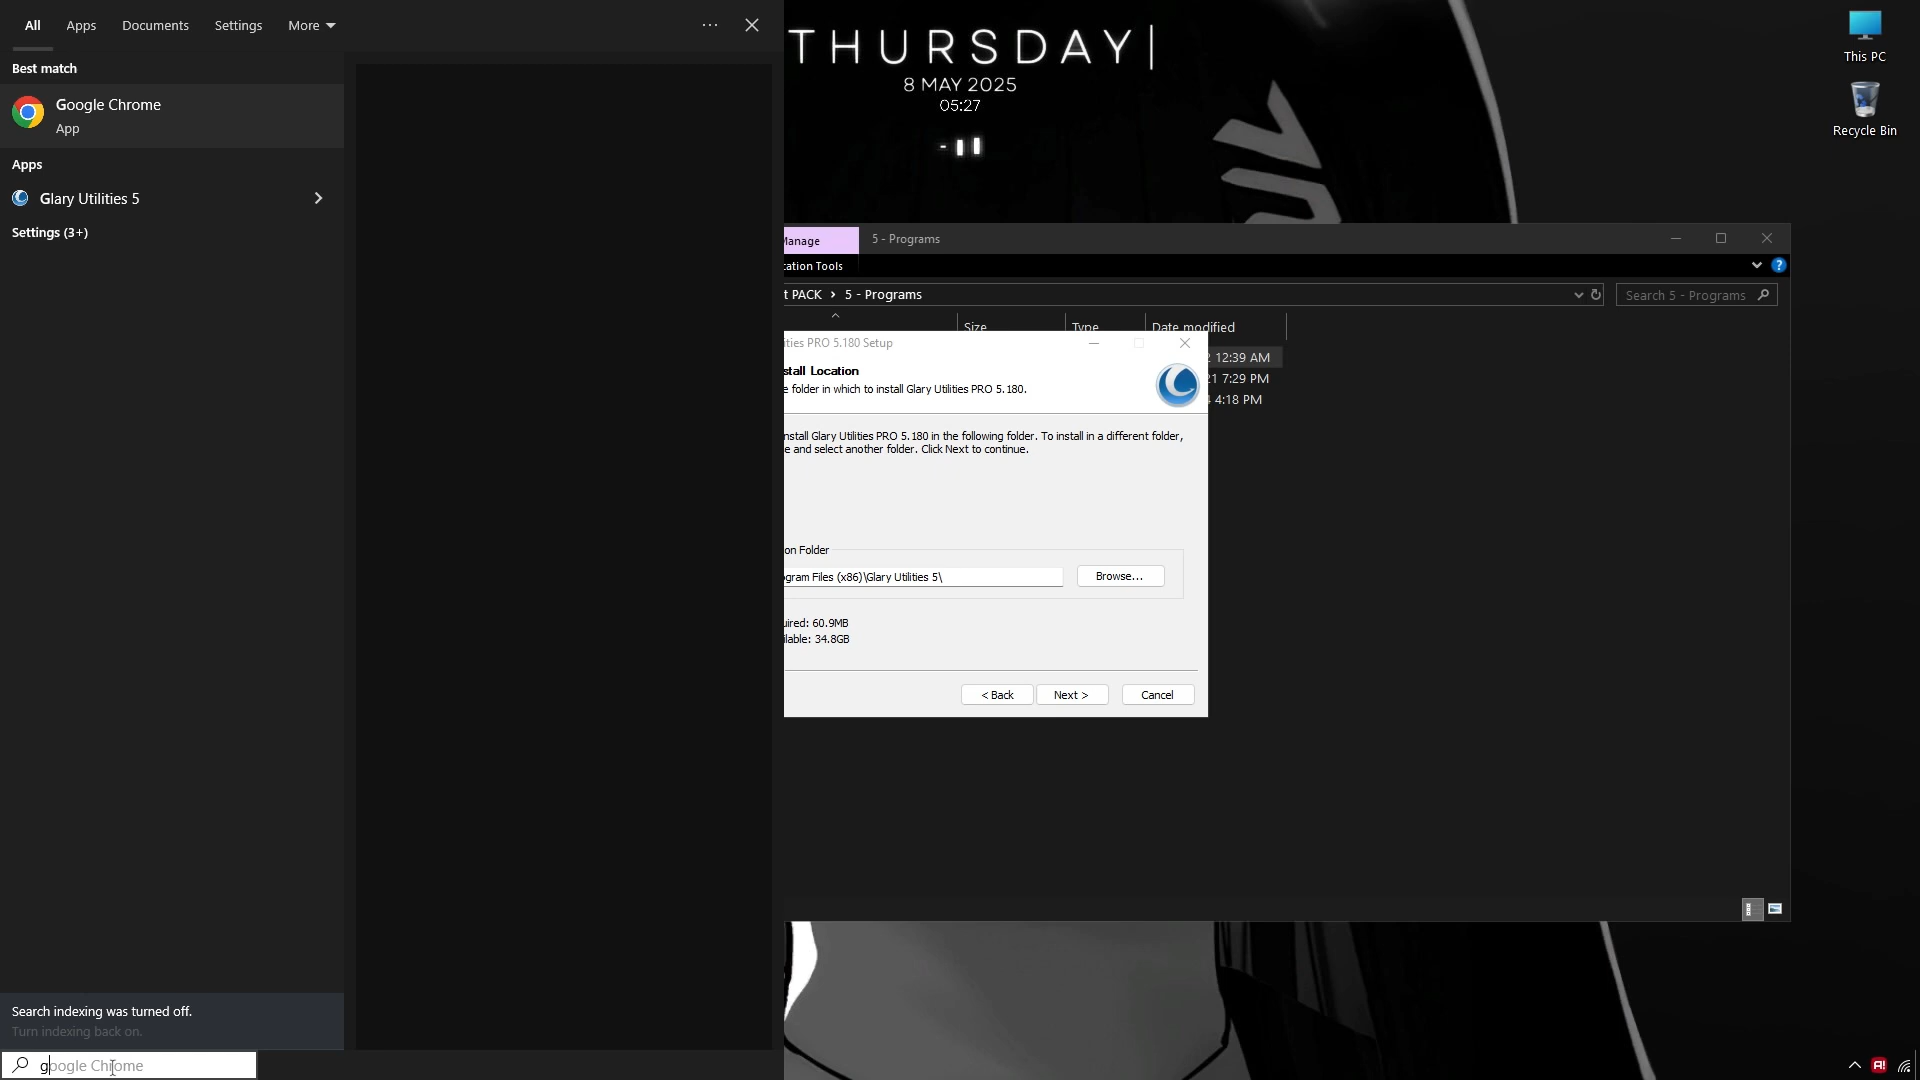 All Apps Documents Settings More
Best match
Google Chrome
App
Apps
Glary Utilities 5
Settings (3+)
Search indexing was turned off.
Turn indexing back on.
google Chrome
THURSDAY|
8 MAY 2025
05:27
This PC
Recycle Bin
Manage 5 - Programs
cation Tools
t PACK > 5 - Programs
Search 5 - Programs
Size Type Date modified
2 12:39 AM
21 7:29 PM
4:18 PM
ities PRO 5.180 Setup
stall Location
e folder in which to install Glary Utilities PRO 5.180.
nstall Glary Utilities PRO 5.180 in the following folder. To install in a different folder,
e and select another folder. Click Next to continue.
on Folder
ogram Files (x86)\Glary Utilities 5\
Browse...
uired: 60.9MB
ilable: 34.8GB
< Back Next > Cancel